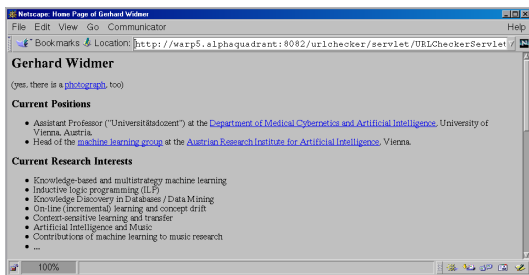 Netscape: Home Page of Gerhard Widmer
File Edit View Go Communicator Help
Bookmarks Location: http://warp5.alphaquadrant:8082/urlchecker/servlet/URLCheckerServlet
Gerhard Widmer
(yes, there is a photograph, too)
Current Positions
• Assistant Professor ("Universitätsdozent") at the Department of Medical Cybernetics and Artificial Intelligence, University of
Vienna, Austria.
• Head of the machine learning group at the Austrian Research Institute for Artificial Intelligence, Vienna.
Current Research Interests
• Knowledge-based and multistrategy machine learning
• Inductive logic programming (ILP)
• Knowledge Discovery in Databases / Data Mining
• On-line (incremental) learning and concept drift
• Context-sensitive learning and transfer
• Artificial Intelligence and Music
• Contributions of machine learning to music research
• ...
100%